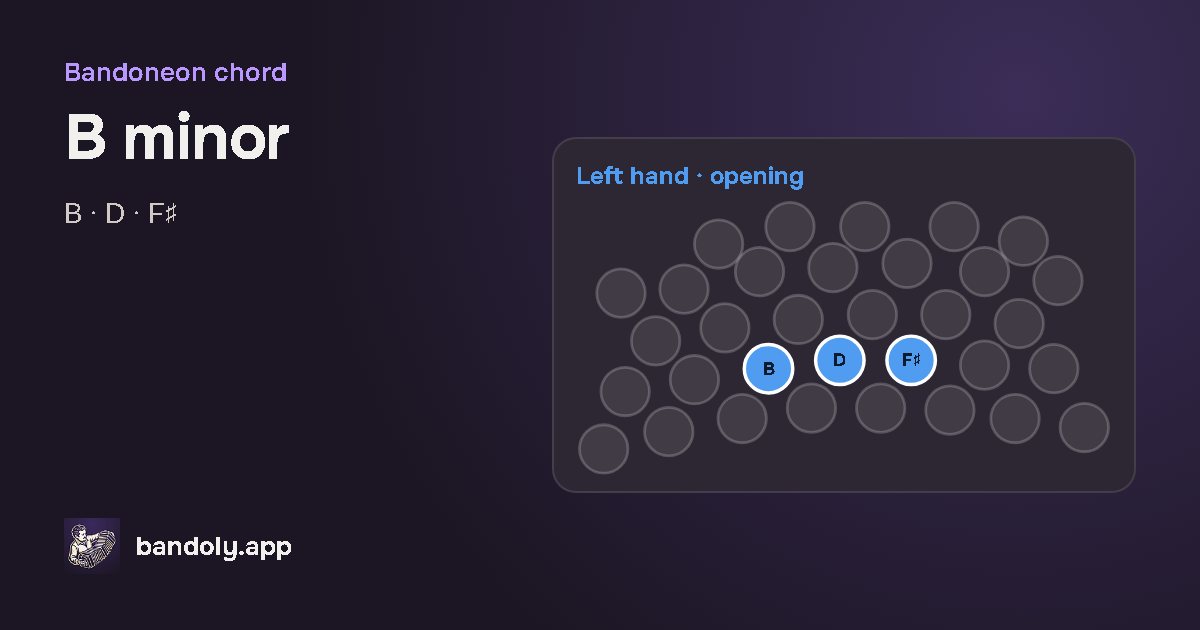 Bandoneon chord
B minor
B · D · F♯
Left hand · opening
B D F♯
bandoly.app